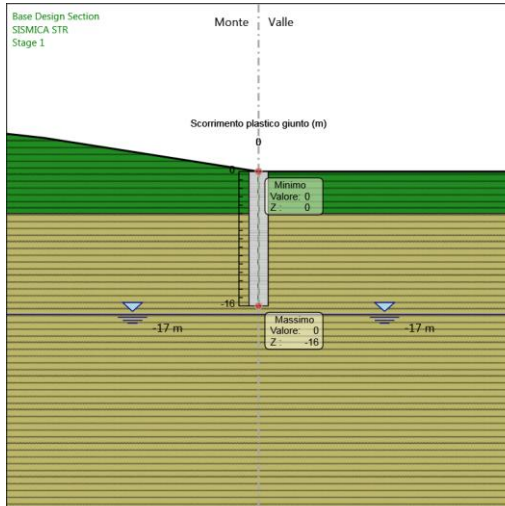 Base Design Section
SISMICA STR
Stage 1
Monte
Valle
Scorrimento plastico giunto (m)
0
0
Minimo
Valore: 0
Z : 0
-16
-17 m
-17 m
Massimo
Valore: 0
Z : -16